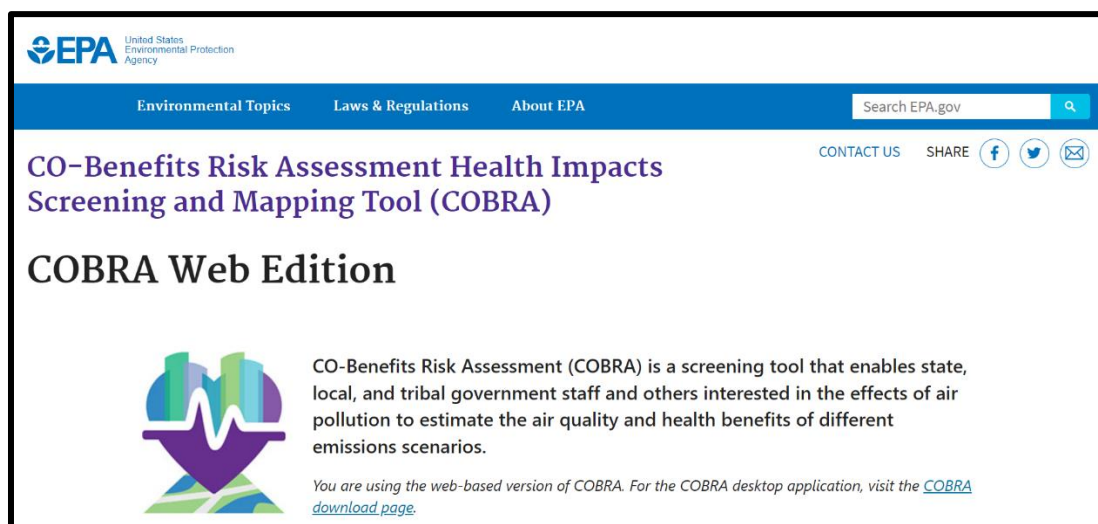 EPA
United States
Environmental Protection
Agency
Environmental Topics Laws & Regulations About EPA Search EPA.gov
CONTACT US SHARE
CO-Benefits Risk Assessment Health Impacts
Screening and Mapping Tool (COBRA)
COBRA Web Edition
CO-Benefits Risk Assessment (COBRA) is a screening tool that enables state,
local, and tribal government staff and others interested in the effects of air
pollution to estimate the air quality and health benefits of different
emissions scenarios.
You are using the web-based version of COBRA. For the COBRA desktop application, visit the COBRA
download page.